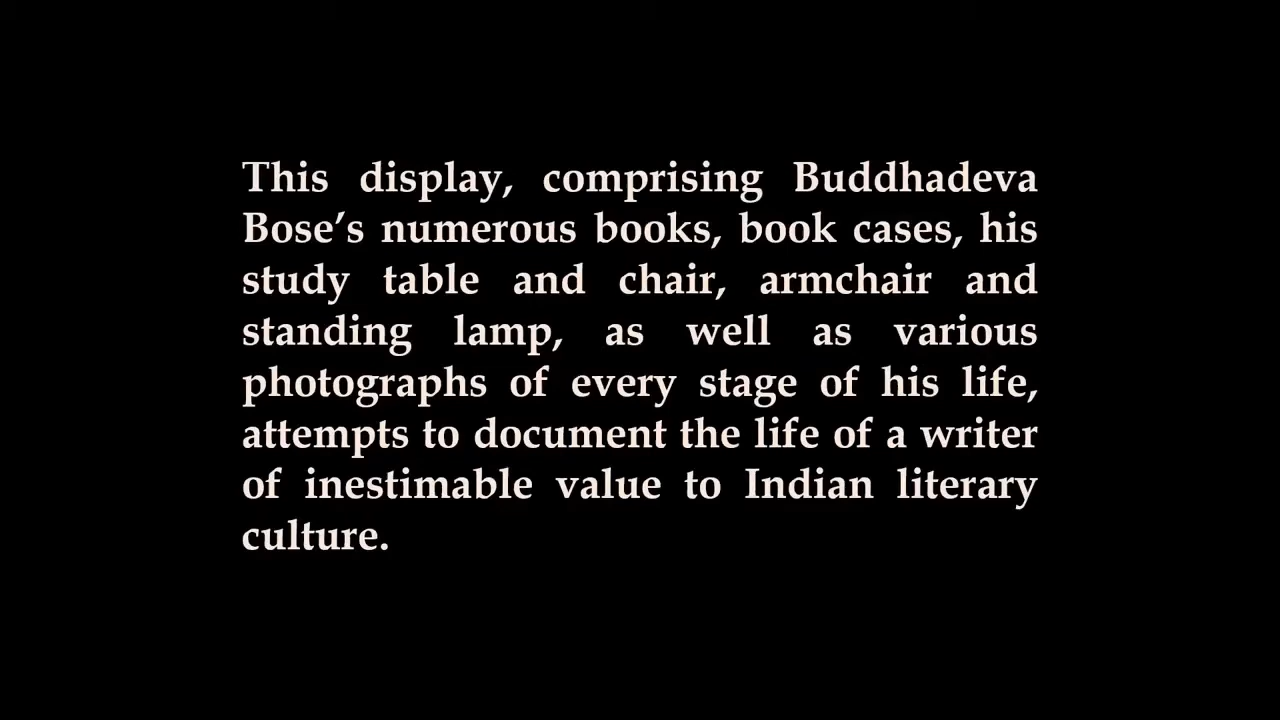 This display, comprising Buddhadeva
Bose’s numerous books, book cases, his
study table and chair, armchair and
standing lamp, as well as various
photographs of every stage of his life,
attempts to document the life of a writer
of inestimable value to Indian literary
culture.